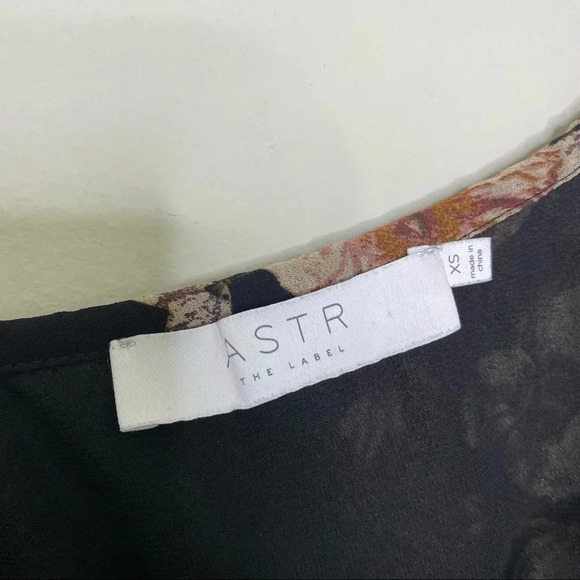 ASTR
THE LABEL
XS
made in
china